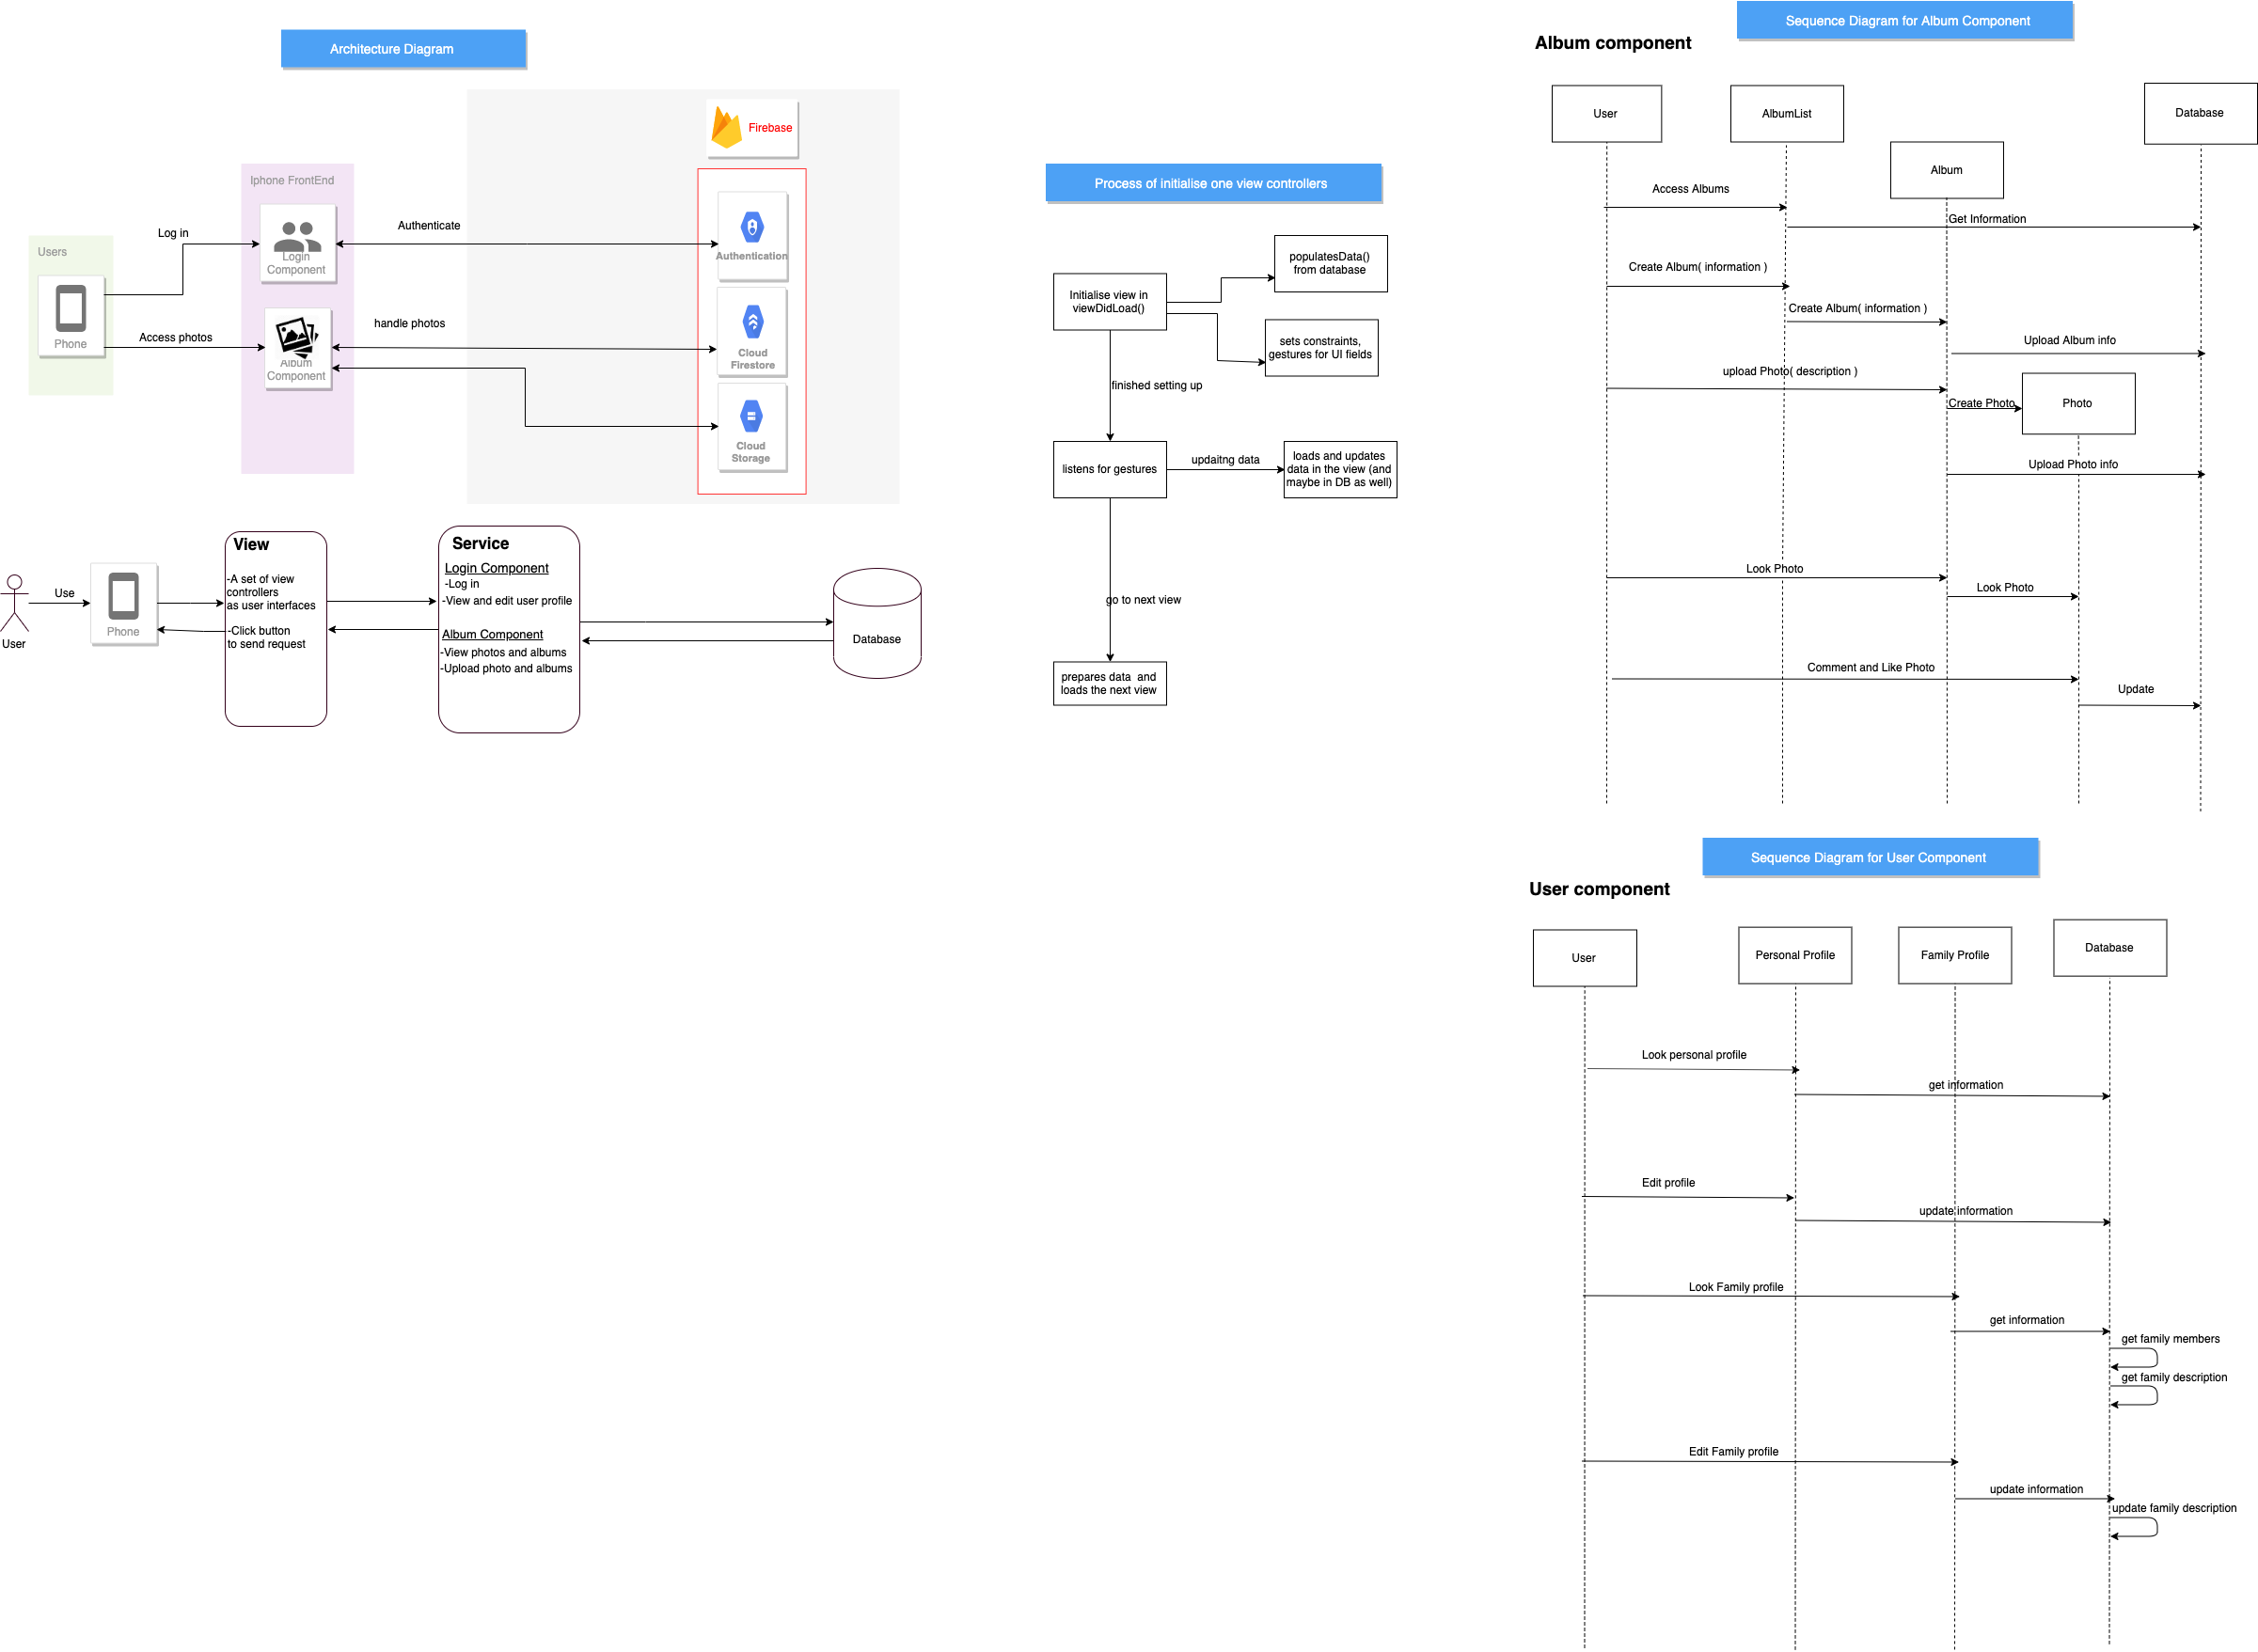 Architecture Diagram
Firebase
Iphone FrontEnd
Users
Phone
Log in
Login
Component
Authenticate
Authentication
Access photos
Album
Component
handle photos
Cloud
Firestore
Cloud
Storage
User
Use
Phone
View
-A set of view
controllers
as user interfaces
-Click button
to send request
Service
Login Component
-Log in
-View and edit user profile
Album Component
-View photos and albums
-Upload photo and albums
Database
Process of initialise one view controllers
Initialise view in
viewDidLoad()
populatesData()
from database
sets constraints,
gestures for UI fields
finished setting up
listens for gestures
updaitng data
loads and updates
data in the view (and
maybe in DB as well)
go to next view
prepares data and
loads the next view
Sequence Diagram for Album Component
Album component
User
AlbumList
Album
Database
Access Albums
Get Information
Create Album( information )
Create Album( information )
Upload Album info
upload Photo( description )
Create Photo
Photo
Upload Photo info
Look Photo
Look Photo
Comment and Like Photo
Update
Sequence Diagram for User Component
User component
User
Personal Profile
Family Profile
Database
Look personal profile
get information
Edit profile
update information
Look Family profile
get information
get family members
get family description
Edit Family profile
update information
update family description